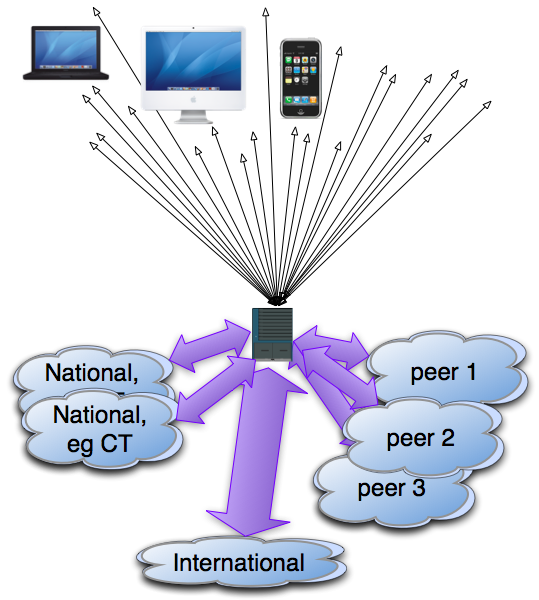 National,
National,
eg CT
peer 1
peer 2
peer 3
International